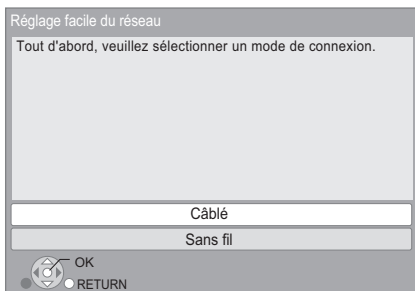 Réglage facile du réseau
Tout d'abord, veuillez sélectionner un mode de connexion.
Câblé
Sans fil
OK
RETURN